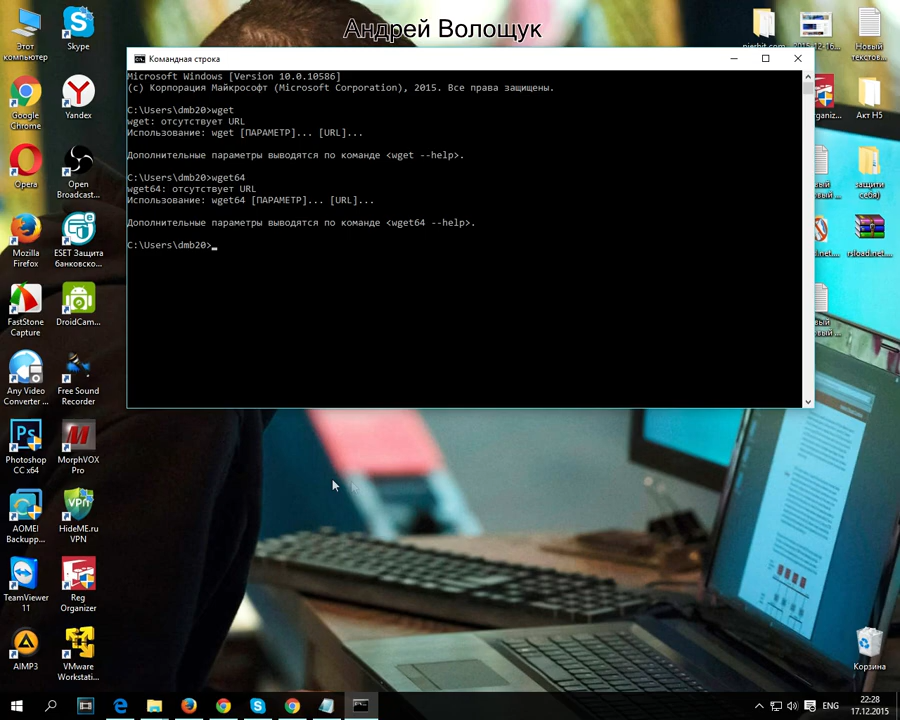 Андрей Волощук
Этот
компьютер
Skype
Google
Chrome
Yandex
Opera
Open
Broadcast...
Mozilla
Firefox
ESET Защита
банковско...
FastStone
Capture
DroidCam...
Any Video
Converter ...
Free Sound
Recorder
Photoshop
CC x64
MorphVOX
Pro
AOMEI
Backupp...
HideME.ru
VPN
TeamViewer
11
Reg
Organizer
AIMP3
VMware
Workstati...
Командная строка
Microsoft Windows [Version 10.0.10586]
(c) Корпорация Майкрософт (Microsoft Corporation), 2015. Все права защищены.
C:\Users\dmb20>wget
wget: отсутствует URL
Использование: wget [ПАРАМЕТР]... [URL]...
Дополнительные параметры выводятся по команде <wget --help>.
C:\Users\dmb20>wget64
wget64: отсутствует URL
Использование: wget64 [ПАРАМЕТР]... [URL]...
Дополнительные параметры выводятся по команде <wget64 --help>.
C:\Users\dmb20>
Новый
текстов...
Акт Н5
защити
себя)
rsload.net....
Корзина
ENG
22:28
17.12.2015